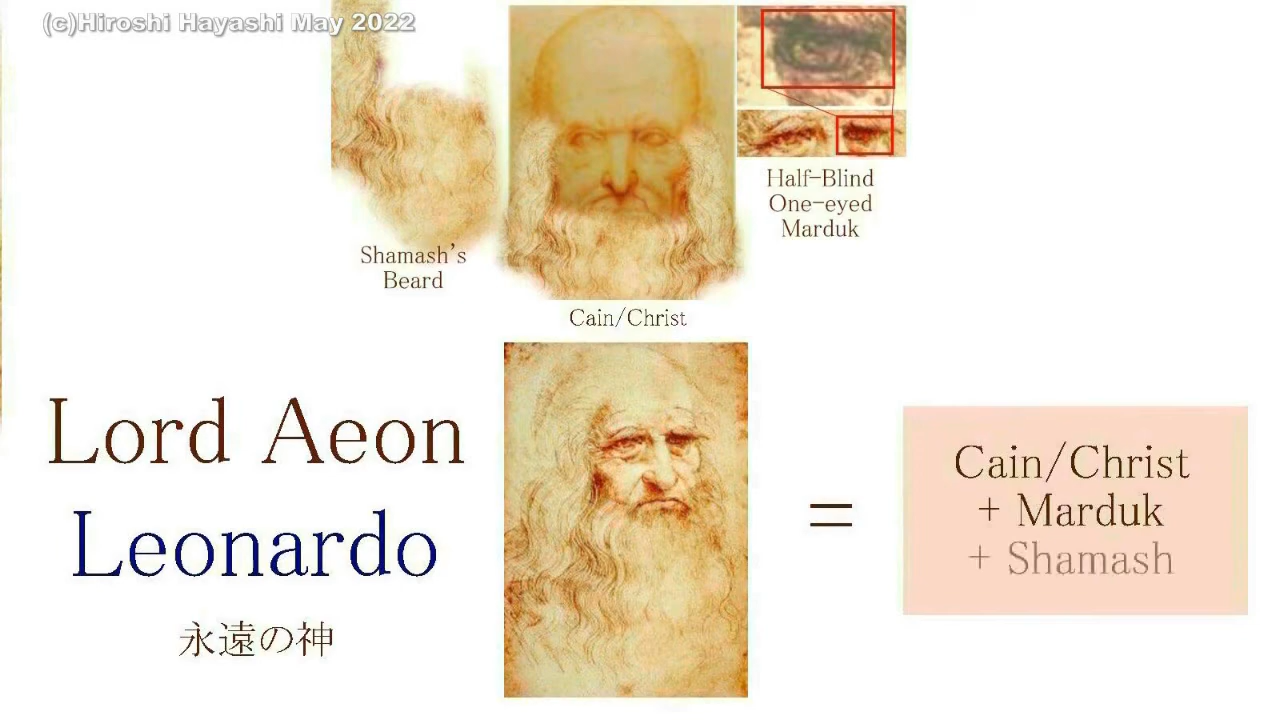 (c)Hiroshi Hayashi May 2022
Shamash's
Beard
Cain/Christ
Half-Blind
One-eyed
Marduk
Lord Aeon
Leonardo
永遠の神
=
Cain/Christ
+ Marduk
+ Shamash